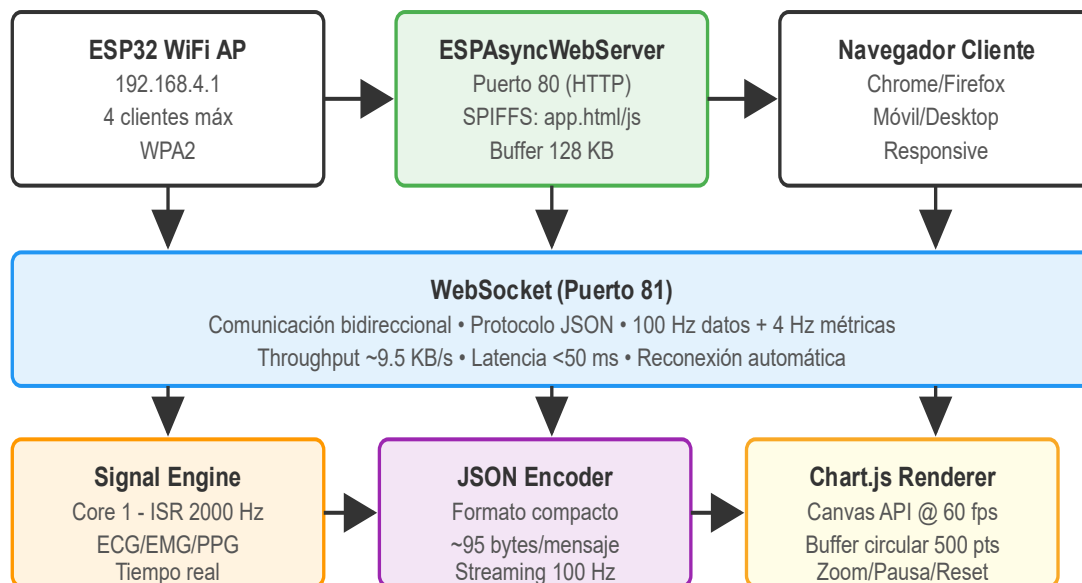 ESP32 WiFi AP
192.168.4.1
4 clientes máx
WPA2
ESPAsyncWebServer
Puerto 80 (HTTP)
SPIFFS: app.html/js
Buffer 128 KB
Navegador Cliente
Chrome/Firefox
Móvil/Desktop
Responsive
WebSocket (Puerto 81)
Comunicación bidireccional • Protocolo JSON • 100 Hz datos + 4 Hz métricas
Throughput ~9.5 KB/s • Latencia <50 ms • Reconexión automática
Signal Engine
Core 1 - ISR 2000 Hz
ECG/EMG/PPG
Tiempo real
JSON Encoder
Formato compacto
~95 bytes/mensaje
Streaming 100 Hz
Chart.js Renderer
Canvas API @ 60 fps
Buffer circular 500 pts
Zoom/Pausa/Reset